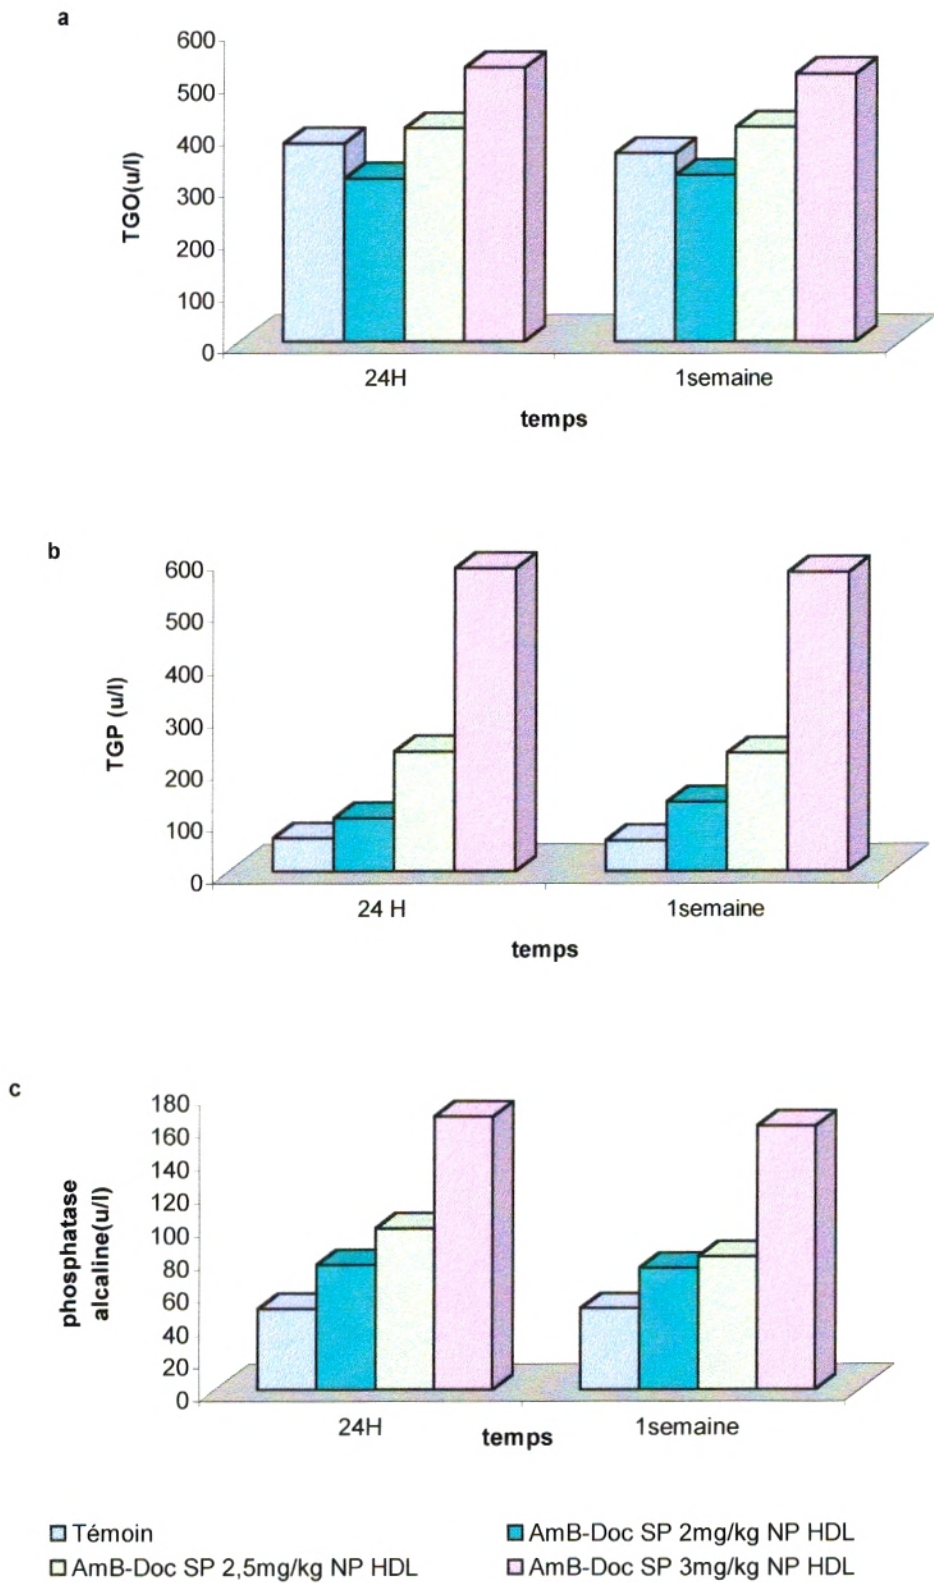 a
TGO(u/l)
600
500
400
300
200
100
0
24H
1semaine
temps
b
TGP (u/l)
600
500
400
300
200
100
0
24 H
1semaine
temps
c
phosphatase
alcaline(u/l)
180
160
140
120
100
80
60
40
20
0
24H
temps
1semaine
Témoin
AmB-Doc SP 2mg/kg NP HDL
AmB-Doc SP 2,5mg/kg NP HDL
AmB-Doc SP 3mg/kg NP HDL